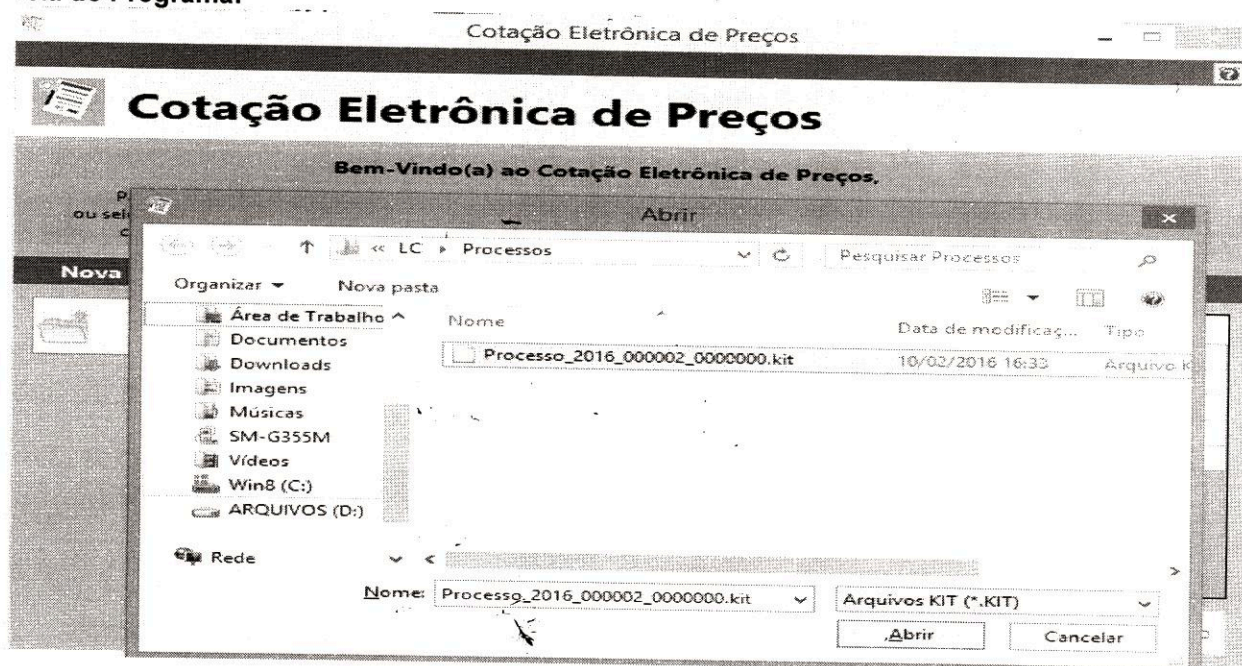 Cotação Eletrônica de Preços
Cotação Eletrônica de Preços
Bem-Vindo(a) ao Cotação Eletrônica de Preços,
ou sel
Abrir
« LC ▸ Processos
Pesquisar Processos
Nova
Organizar
Nova pasta
Área de Trabalho
Documentos
Downloads
Imagens
Músicas
SM-G355M
Vídeos
Win8 (C:)
ARQUIVOS (D:)
Rede
Nome
Data de modificaç...
Tipo
Processo_2016_000002_0000000.kit
10/02/2016 16:33
Arquivo K
Nome:
Processo_2016_000002_0000000.kit
Arquivos KIT (*.KIT)
Abrir
Cancelar